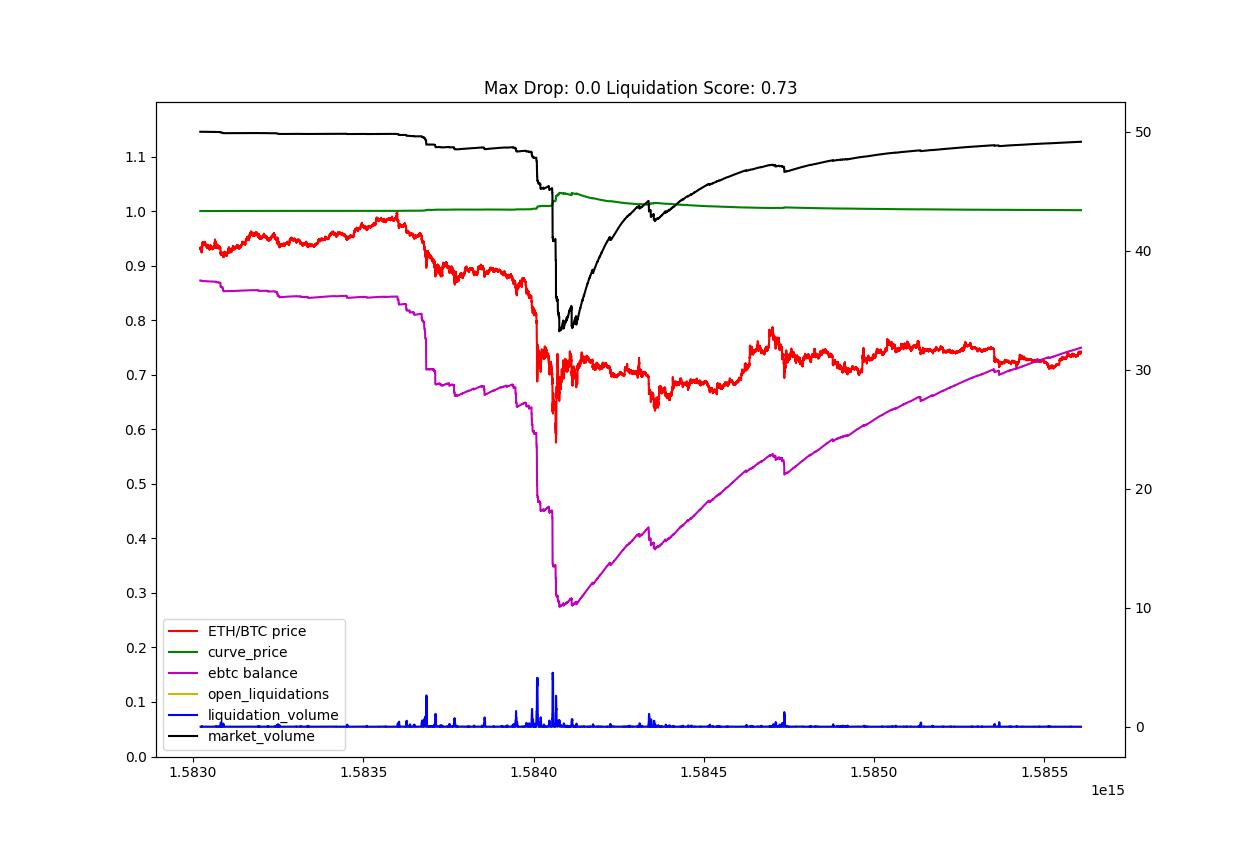 Max Drop: 0.0 Liquidation Score: 0.73
1.1
1.0
0.9
0.8
0.7
0.6
0.5
0.4
0.3
0.2
0.1
0.0
50
40
30
20
10
0
ETH/BTC price
curve_price
ebtc balance
open_liquidations
liquidation_volume
market_volume
1.5830 1.5835 1.5840 1.5845 1.5850 1.5855
1e15